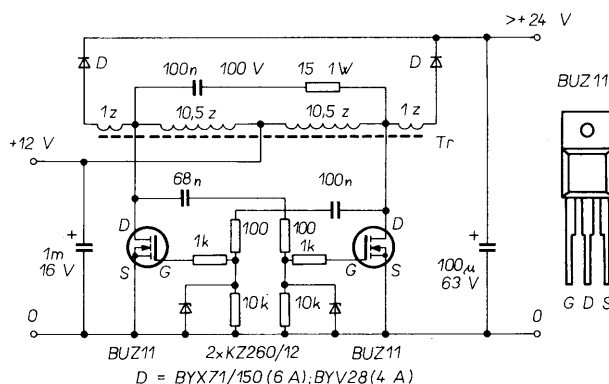 >+24 V
D
100n
100 V
15
1W
D
BUZ11
1z
10,5 z
10,5 z
1z
Tr
+12 V
68n
100n
D
100
100
D
1k
1k
1m
16 V
+
S
G
G
S
+
100µ
63 V
10k
10k
G D S
0
0
BUZ11
2xKZ260/12
BUZ11
D = BYX71/150(6 A);BYV28(4 A)